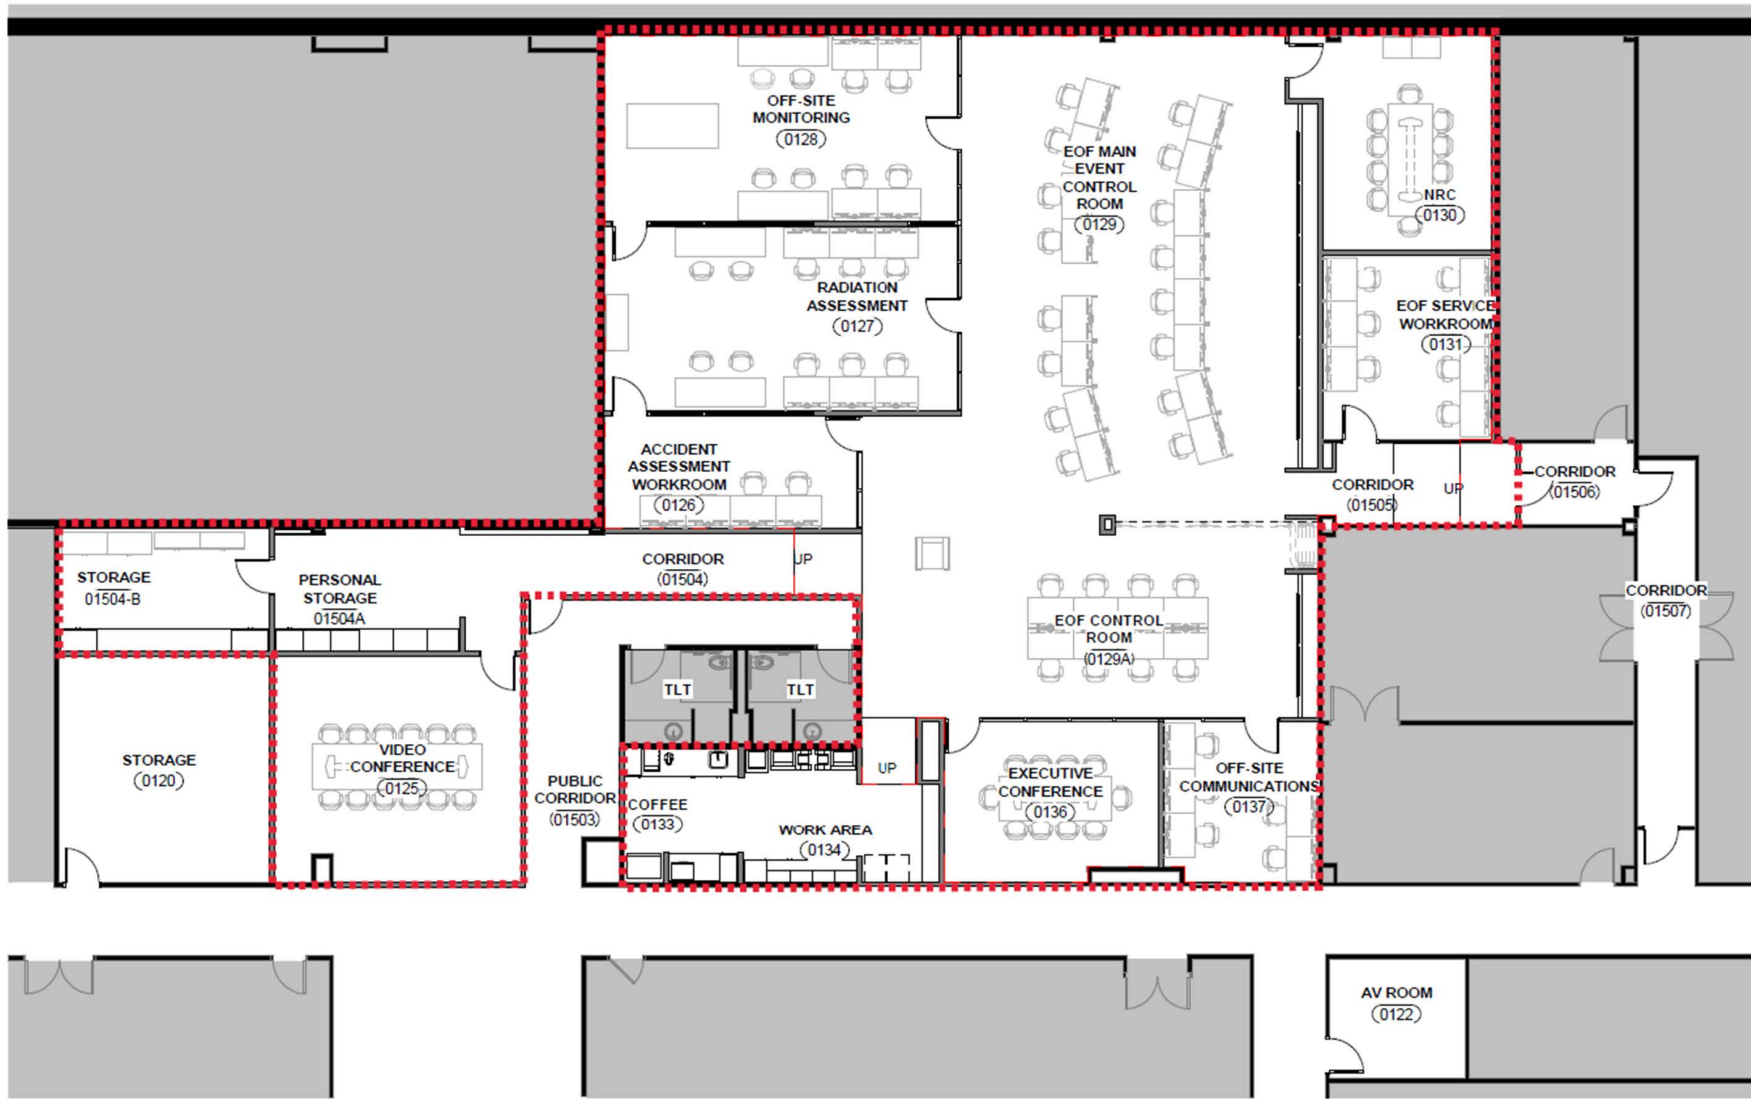 OFF-SITE
MONITORING
0128
EOF MAIN
EVENT
CONTROL
ROOM
0129
NRC
0130
RADIATION
ASSESSMENT
0127
EOF SERVICE
WORKROOM
0131
ACCIDENT
ASSESSMENT
WORKROOM
0126
CORRIDOR
01505
UP
CORRIDOR
01506
STORAGE
01504-B
PERSONAL
STORAGE
01504A
CORRIDOR
01504
UP
CORRIDOR
01507
EOF CONTROL
ROOM
0129A
TLT
TLT
STORAGE
0120
VIDEO
CONFERENCE
0125
PUBLIC
CORRIDOR
01503
UP
COFFEE
0133
WORK AREA
0134
EXECUTIVE
CONFERENCE
0136
OFF-SITE
COMMUNICATIONS
0137
AV ROOM
0122